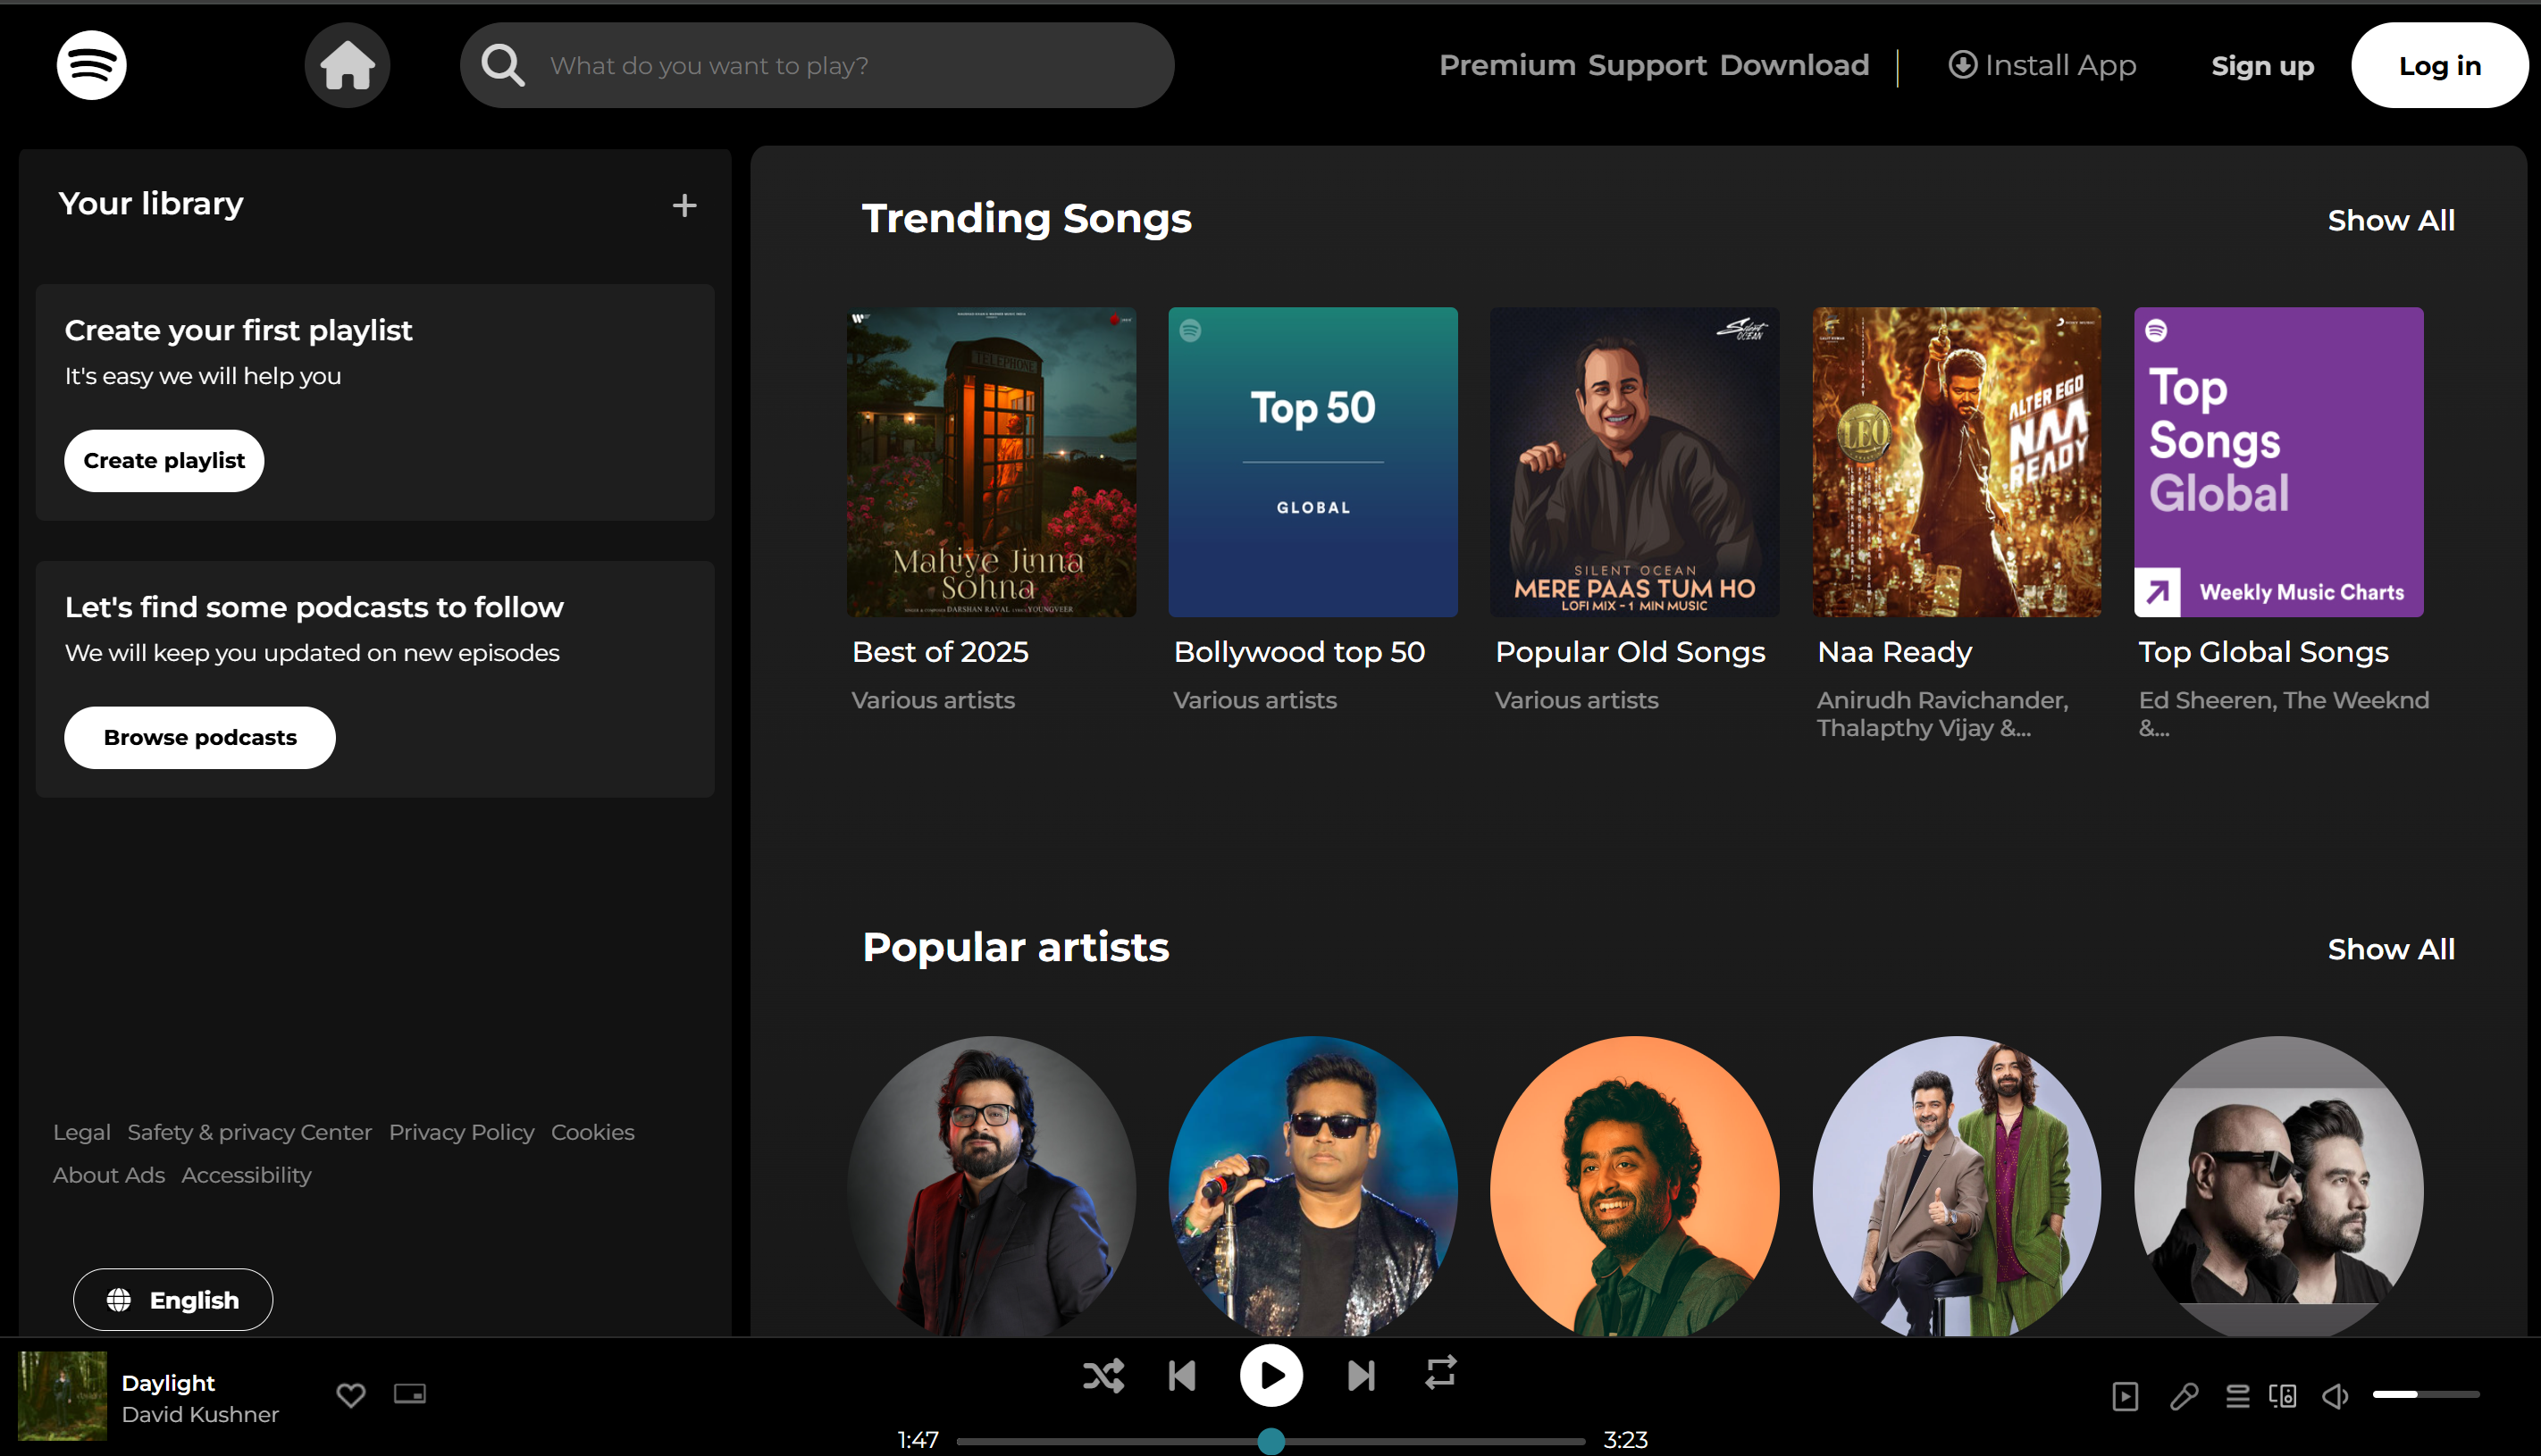 What do you want to play?
Premium Support Download
Install App
Sign up
Log in
Your library
Create your first playlist
It's easy we will help you
Create playlist
Let's find some podcasts to follow
We will keep you updated on new episodes
Browse podcasts
Legal Safety & privacy Center Privacy Policy Cookies
About Ads Accessibility
English
Trending Songs
Show All
TELEPHONE
Mahiye Jinna
Sohna
DARSHAN RAVAL
YOUNGVEER
Best of 2025
Various artists
Top 50
GLOBAL
Bollywood top 50
Various artists
Silent
OCEAN
SILENT OCEAN
MERE PAAS TUM HO
LOFI MIX - 1 MIN MUSIC
Popular Old Songs
Various artists
LEO
ALTER EGO
NAA
READY
Naa Ready
Anirudh Ravichander,
Thalapthy Vijay &...
Top
Songs
Global
Weekly Music Charts
Top Global Songs
Ed Sheeren, The Weeknd
&...
Popular artists
Show All
Daylight
David Kushner
1:47
3:23